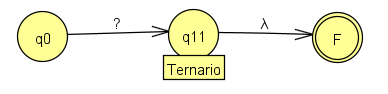 q0 ? q11 λ F
Ternario